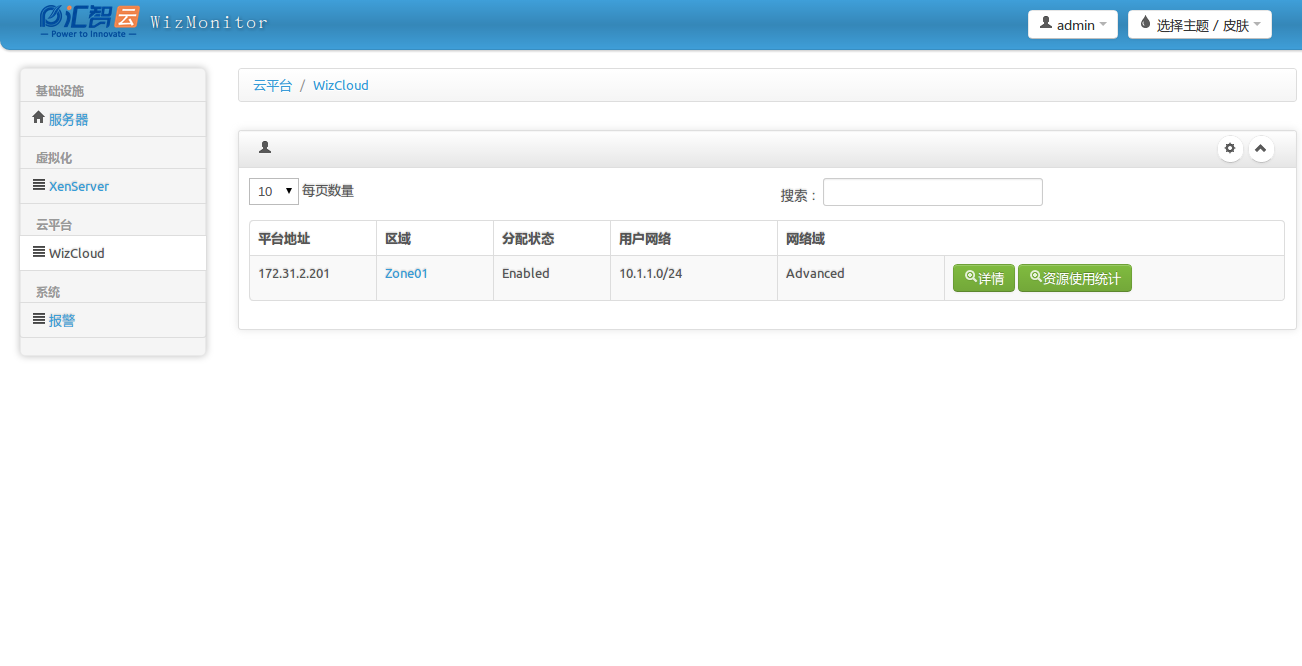 汇智云 WizMonitor
— Power to Innovate —
admin
选择主题 / 皮肤
基础设施
服务器
虚拟化
XenServer
云平台
WizCloud
系统
报警
云平台 / WizCloud
10 每页数量
搜索：
平台地址 区域 分配状态 用户网络 网络域
172.31.2.201 Zone01 Enabled 10.1.1.0/24 Advanced 详情 资源使用统计